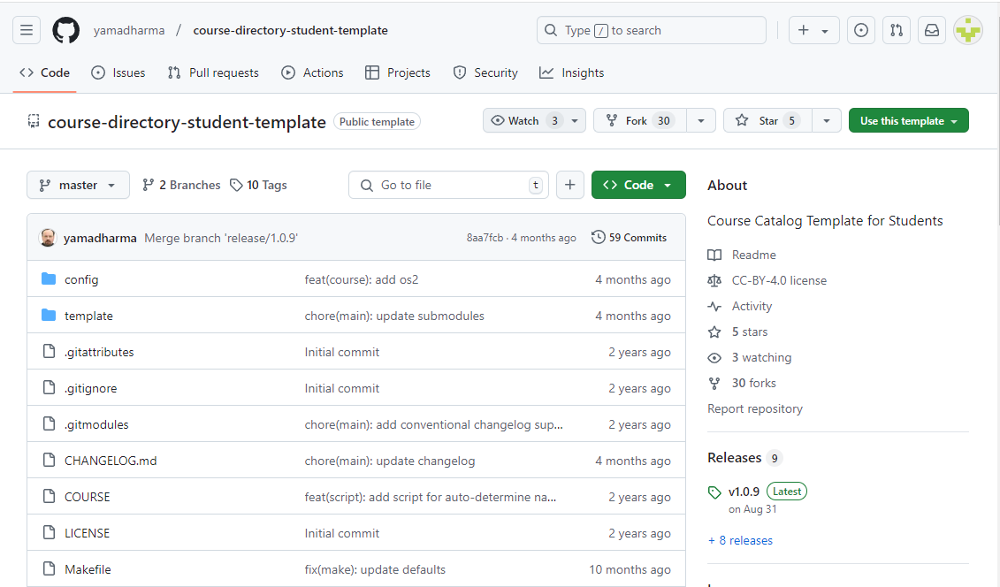 yamadharma / course-directory-student-template Type / to search
Code Issues Pull requests Actions Projects Security Insights
course-directory-student-template Public template Watch 3 Fork 30 Star 5 Use this template
master 2 Branches 10 Tags Go to file t Code
yamadharma Merge branch 'release/1.0.9' 8aa7fcb · 4 months ago 59 Commits
config feat(course): add os2 4 months ago
template chore(main): update submodules 4 months ago
.gitattributes Initial commit 2 years ago
.gitignore Initial commit 2 years ago
.gitmodules chore(main): add conventional changelog sup... 2 years ago
CHANGELOG.md chore(main): update changelog 4 months ago
COURSE feat(script): add script for auto-determine na... 2 years ago
LICENSE Initial commit 2 years ago
Makefile fix(make): update defaults 10 months ago
About
Course Catalog Template for Students
Readme
CC-BY-4.0 license
Activity
5 stars
3 watching
30 forks
Report repository
Releases 9
v1.0.9 Latest
on Aug 31
+ 8 releases